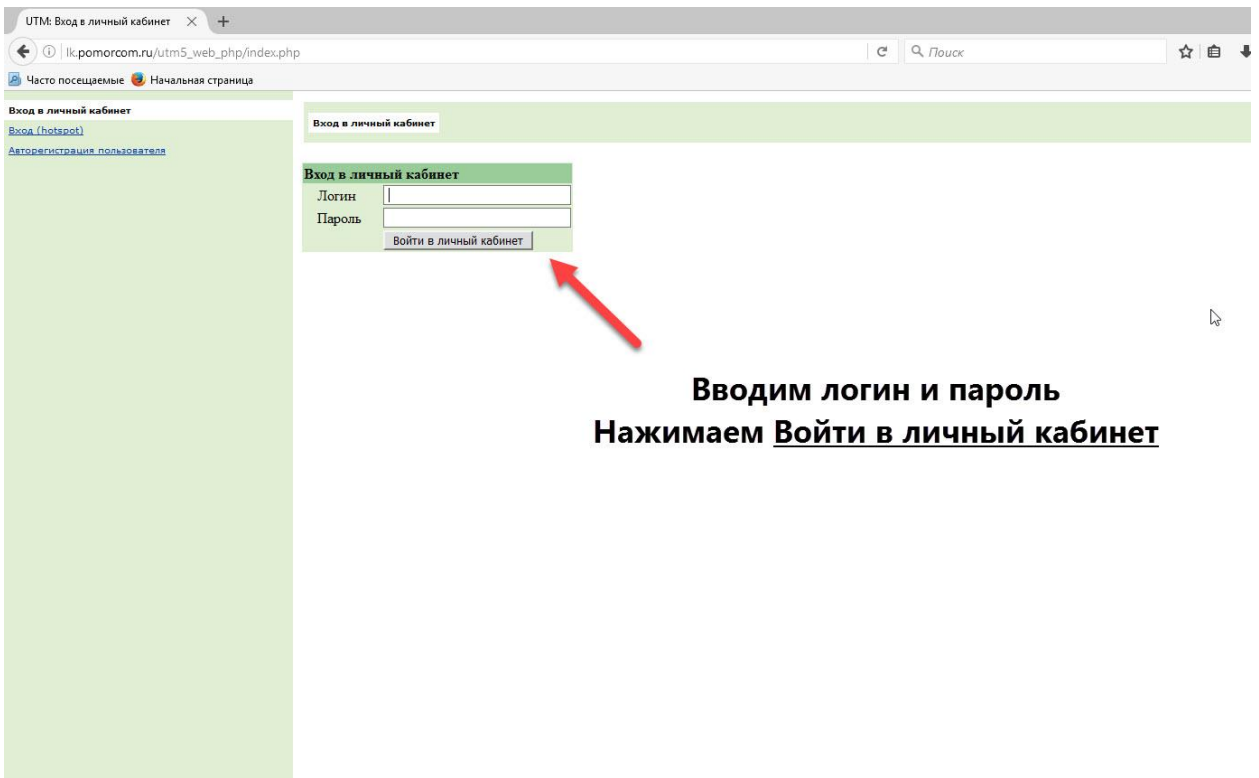 UTM: Вход в личный кабинет
lk.pomorcom.ru/utm5_web_php/index.php
Поиск
Часто посещаемые
Начальная страница
Вход в личный кабинет
Вход (hotspot)
Авторегистрация пользователя
Вход в личный кабинет
Вход в личный кабинет
Логин
Пароль
Войти в личный кабинет
Вводим логин и пароль
Нажимаем Войти в личный кабинет